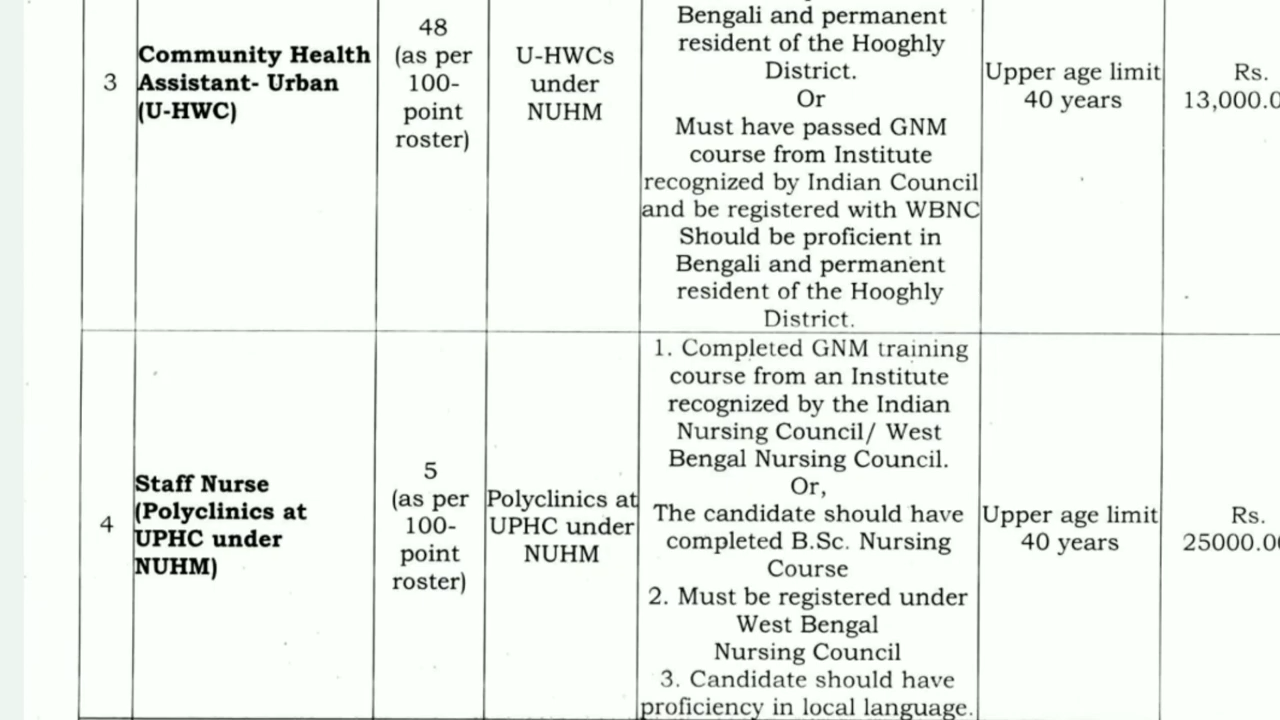 3
Community Health
Assistant- Urban
(U-HWC)
48
(as per
100-
point
roster)
U-HWCs
under
NUHM
Bengali and permanent
resident of the Hooghly
District.
Or
Must have passed GNM
course from Institute
recognized by Indian Council
and be registered with WBNC
Should be proficient in
Bengali and permanent
resident of the Hooghly
District.
Upper age limit
40 years
Rs.
13,000.0
4
Staff Nurse
(Polyclinics at
UPHC under
NUHM)
5
(as per
100-
point
roster)
Polyclinics at
UPHC under
NUHM
1. Completed GNM training
course from an Institute
recognized by the Indian
Nursing Council/ West
Bengal Nursing Council.
Or,
The candidate should have
completed B.Sc. Nursing
Course
2. Must be registered under
West Bengal
Nursing Council
3. Candidate should have
proficiency in local language.
Upper age limit
40 years
Rs.
25000.00